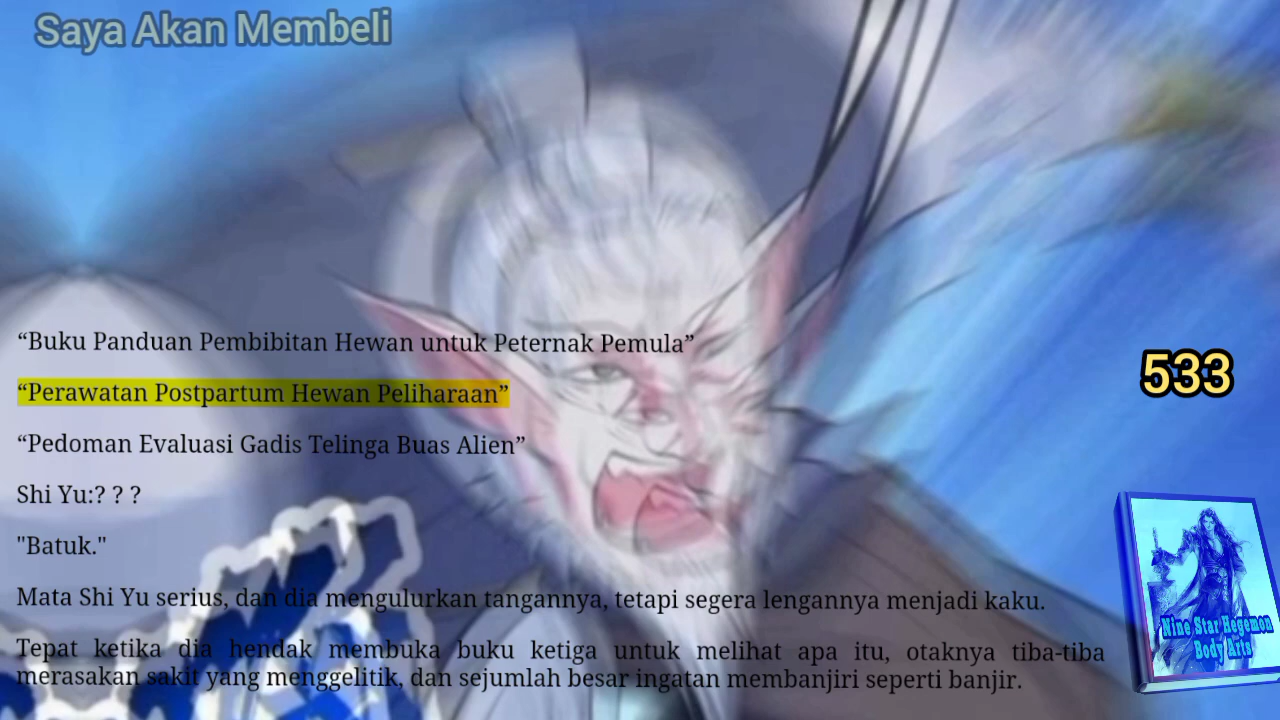 Saya Akan Membeli
“Buku Panduan Pembibitan Hewan untuk Peternak Pemula”
“Perawatan Postpartum Hewan Peliharaan”
“Pedoman Evaluasi Gadis Telinga Buas Alien”
Shi Yu:? ? ?
"Batuk."
Mata Shi Yu serius, dan dia mengulurkan tangannya, tetapi segera lengannya menjadi kaku.
Tepat ketika dia hendak membuka buku ketiga untuk melihat apa itu, otaknya tiba-tiba
merasakan sakit yang menggelitik, dan sejumlah besar ingatan membanjiri seperti banjir.
533
Nine Star Hegemon
Body Arts